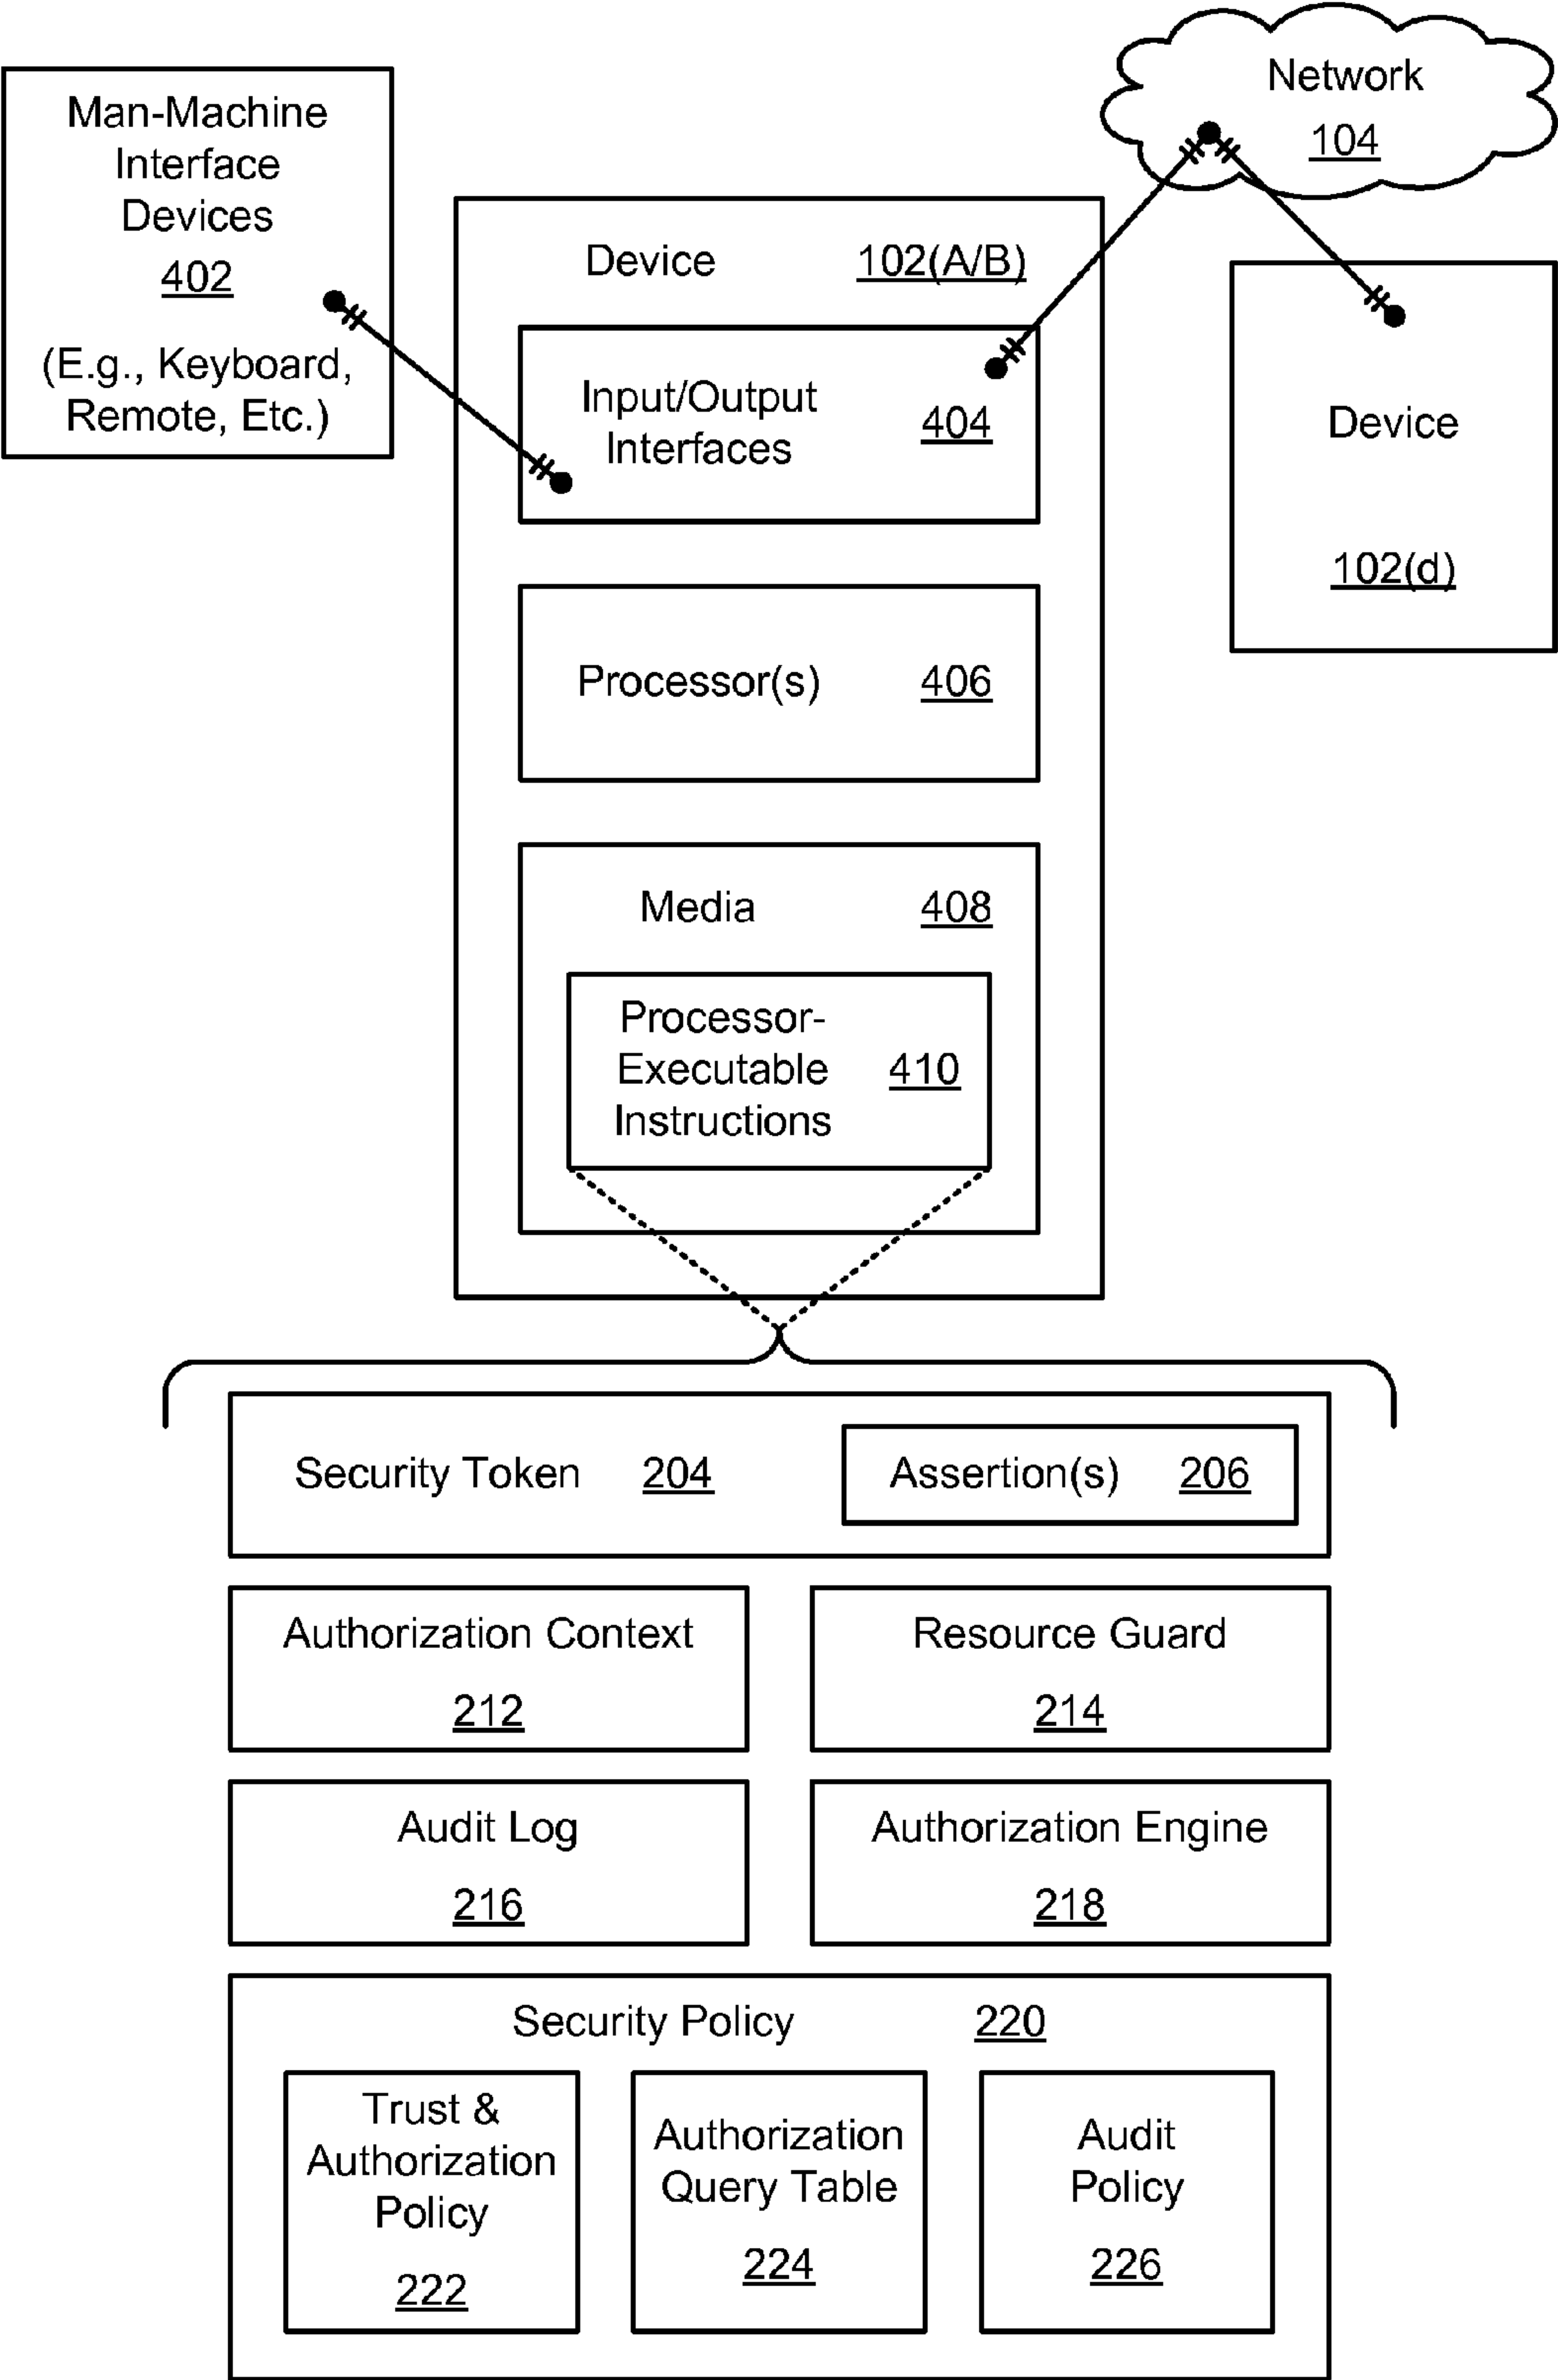 Man-Machine
Interface
Devices
402
(E.g., Keyboard,
Remote, Etc.)
Network
104
Device 102(A/B)
Input/Output
Interfaces
404
Device
102(d)
Processor(s) 406
Media 408
Processor-
Executable
Instructions
410
Security Token 204
Assertion(s) 206
Authorization Context
212
Resource Guard
214
Audit Log
216
Authorization Engine
218
Security Policy 220
Trust &
Authorization
Policy
222
Authorization
Query Table
224
Audit
Policy
226